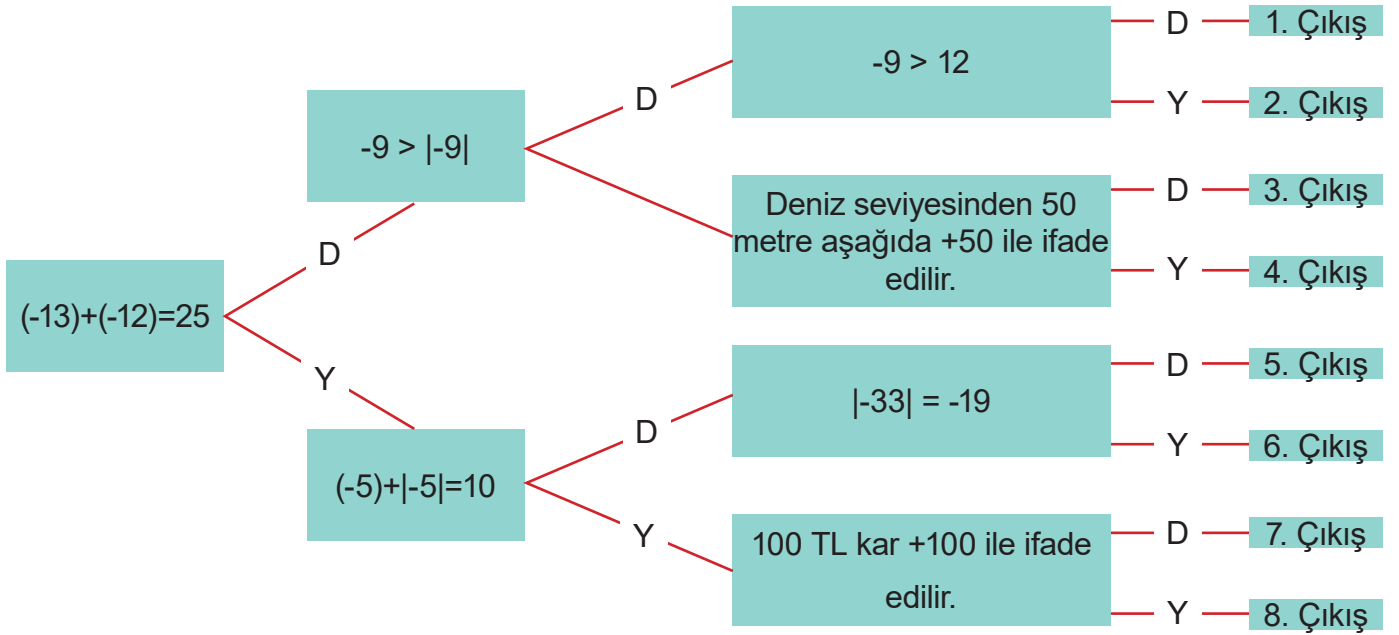 (-13)+(-12)=25
D
Y
-9 > |-9|
(-5)+|-5|=10
D
D
Y
-9 > 12
Deniz seviyesinden 50
metre aşağıda +50 ile ifade
edilir.
|-33| = -19
100 TL kar +100 ile ifade
edilir.
D 1. Çıkış
Y 2. Çıkış
D 3. Çıkış
Y 4. Çıkış
D 5. Çıkış
Y 6. Çıkış
D 7. Çıkış
Y 8. Çıkış